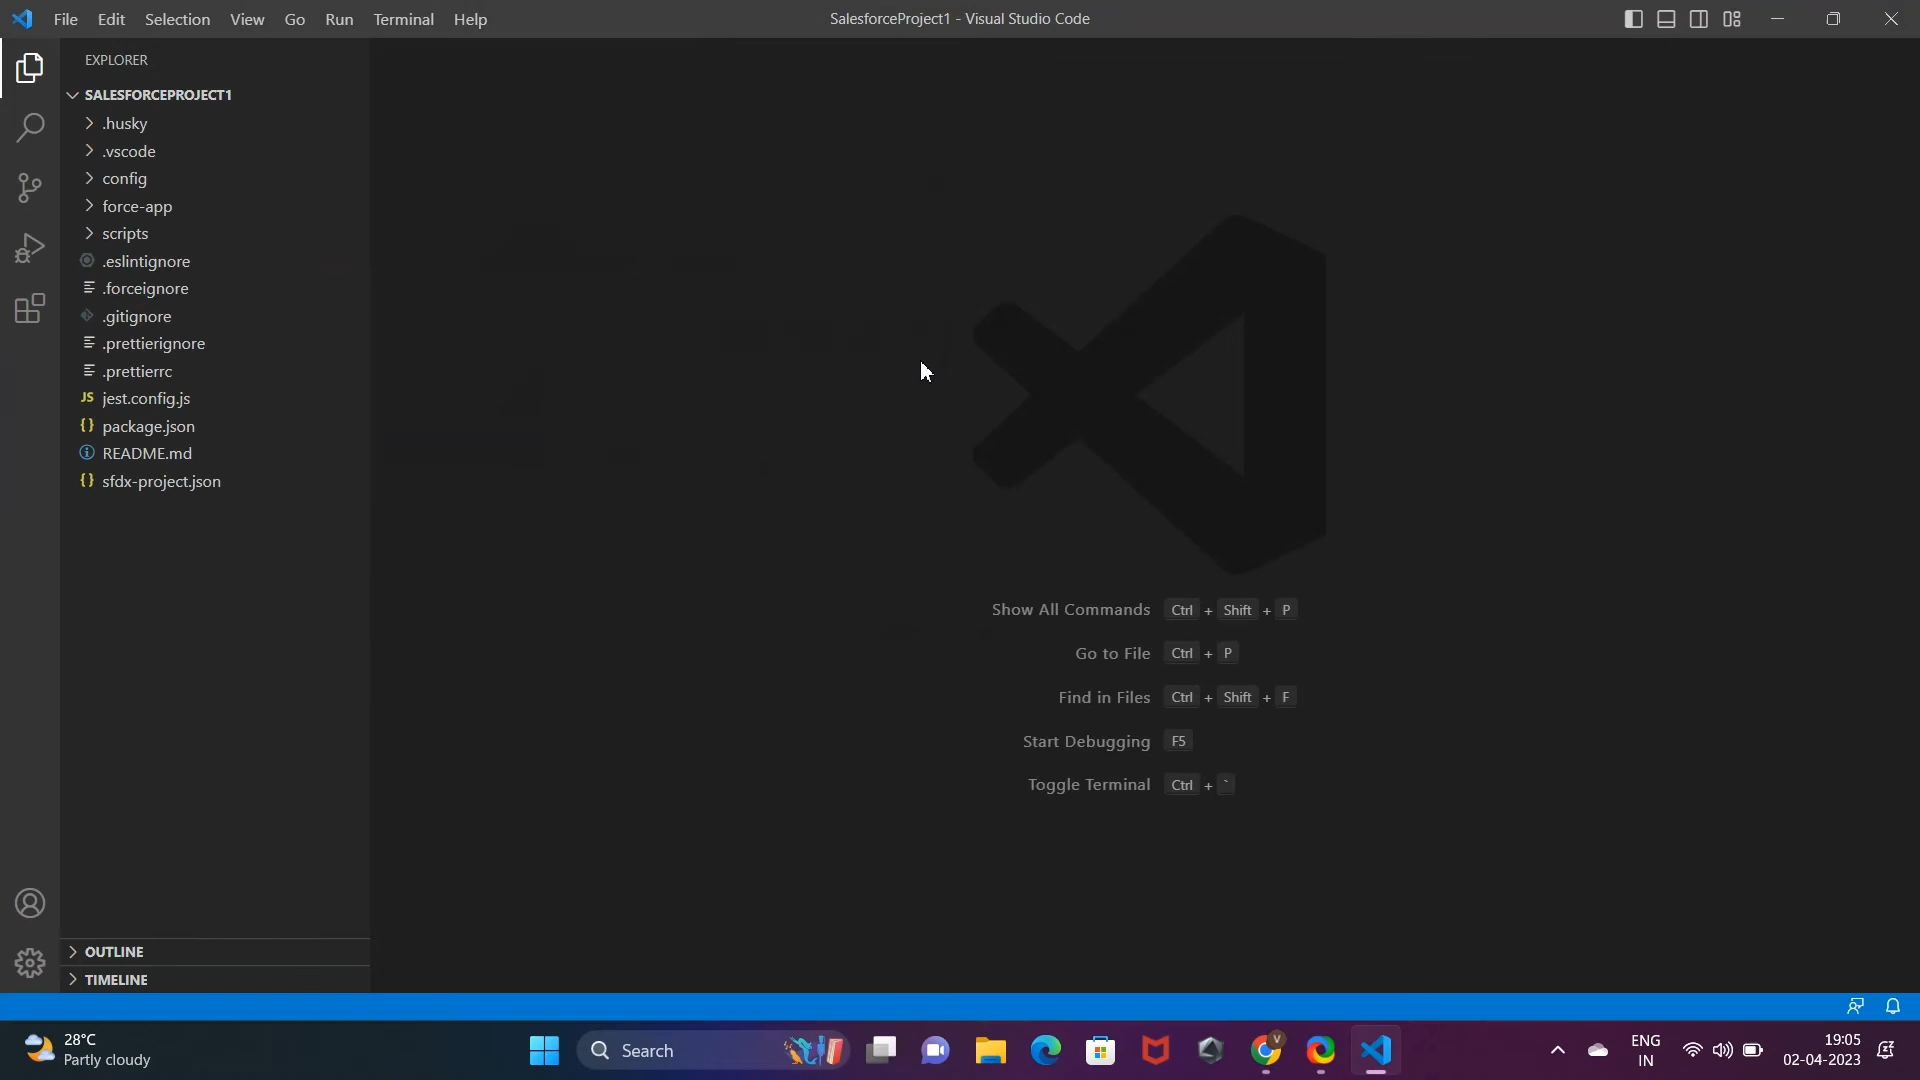 File Edit Selection View Go Run Terminal Help
SalesforceProject1 - Visual Studio Code
EXPLORER
SALESFORCEPROJECT1
.husky
.vscode
config
force-app
scripts
.eslintignore
.forceignore
.gitignore
.prettierignore
.prettierrc
JS jest.config.js
{} package.json
README.md
{} sfdx-project.json
Show All Commands Ctrl + Shift + P
Go to File Ctrl + P
Find in Files Ctrl + Shift + F
Start Debugging F5
Toggle Terminal Ctrl + `
OUTLINE
TIMELINE
28°C
Partly cloudy
Search
V
ENG
IN
19:05
02-04-2023